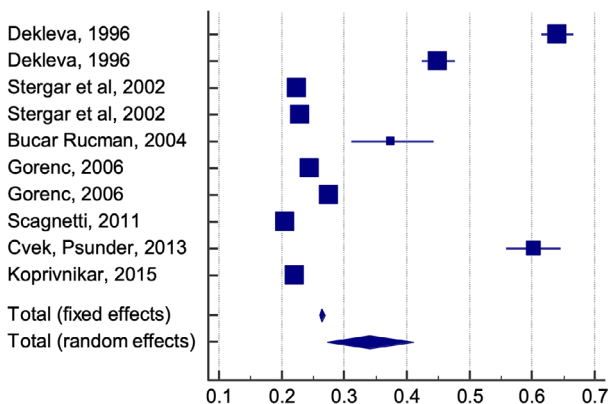 Dekleva, 1996
Dekleva, 1996
Stergar et al, 2002
Stergar et al, 2002
Bucar Rucman, 2004
Gorenc, 2006
Gorenc, 2006
Scagnetti, 2011
Cvek, Psunder, 2013
Koprivnikar, 2015
Total (fixed effects)
Total (random effects)
0.1 0.2 0.3 0.4 0.5 0.6 0.7